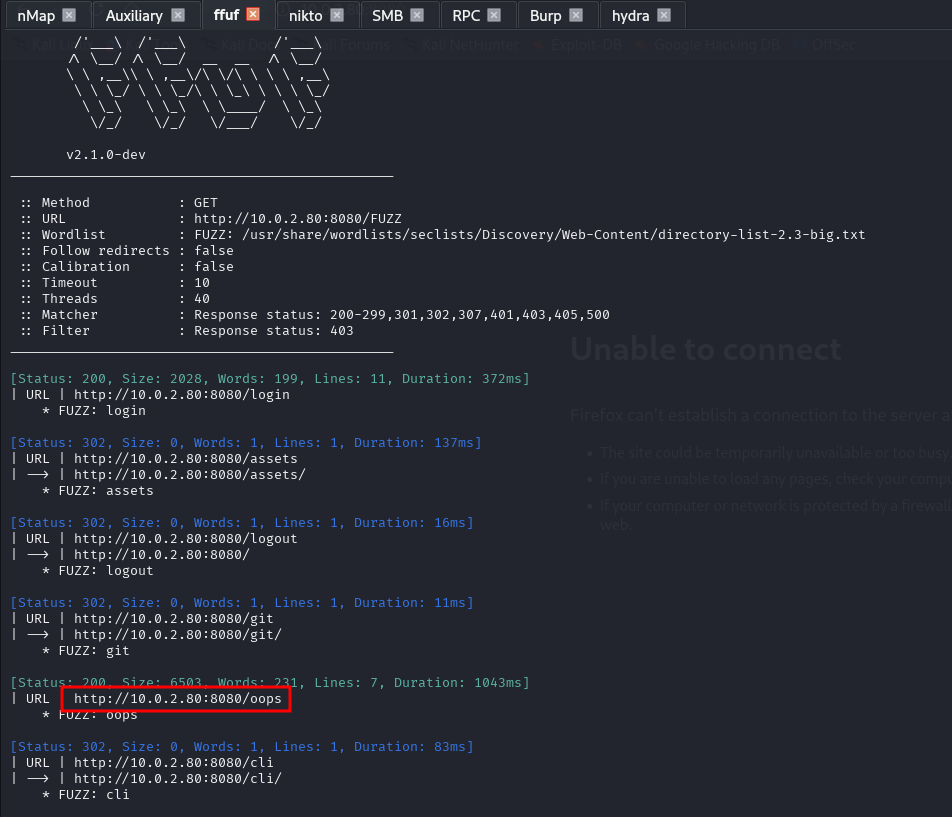 nMap Auxiliary ffuf nikto SMB RPC Burp hydra
Kali Forums Kali NetHunter Exploit-DB Google Hacking DB OffSec
/'___\  /'___\           /'___\
/\ \__/ /\ \__/  __  __  /\ \__/
\ \ ,__\\ \ ,__\/\ \/\ \ \ \ ,__\
\ \ \_/ \ \ \_/\ \ \_\ \ \ \ \_/
\ \_\   \ \_\  \ \____/  \ \_\
\/_/    \/_/   \/___/    \/_/
v2.1.0-dev
________________________________________________
:: Method           : GET
:: URL              : http://10.0.2.80:8080/FUZZ
:: Wordlist         : FUZZ: /usr/share/wordlists/seclists/Discovery/Web-Content/directory-list-2.3-big.txt
:: Follow redirects : false
:: Calibration      : false
:: Timeout          : 10
:: Threads          : 40
:: Matcher          : Response status: 200-299,301,302,307,401,403,405,500
:: Filter           : Response status: 403
________________________________________________
Unable to connect
[Status: 200, Size: 2028, Words: 199, Lines: 11, Duration: 372ms]
| URL | http://10.0.2.80:8080/login
* FUZZ: login
Firefox can't establish a connection to the server a
[Status: 302, Size: 0, Words: 1, Lines: 1, Duration: 137ms]
• The site could be temporarily unavailable or too busy
| URL | http://10.0.2.80:8080/assets
| --> | http://10.0.2.80:8080/assets/
• If you are unable to load any pages, check your compu
* FUZZ: assets
• If your computer or network is protected by a firewall
web.
[Status: 302, Size: 0, Words: 1, Lines: 1, Duration: 16ms]
| URL | http://10.0.2.80:8080/logout
| --> | http://10.0.2.80:8080/
* FUZZ: logout
[Status: 302, Size: 0, Words: 1, Lines: 1, Duration: 11ms]
| URL | http://10.0.2.80:8080/git
| --> | http://10.0.2.80:8080/git/
* FUZZ: git
[Status: 200, Size: 6503, Words: 231, Lines: 7, Duration: 1043ms]
| URL | http://10.0.2.80:8080/oops
* FUZZ: oops
[Status: 302, Size: 0, Words: 1, Lines: 1, Duration: 83ms]
| URL | http://10.0.2.80:8080/cli
| --> | http://10.0.2.80:8080/cli/
* FUZZ: cli